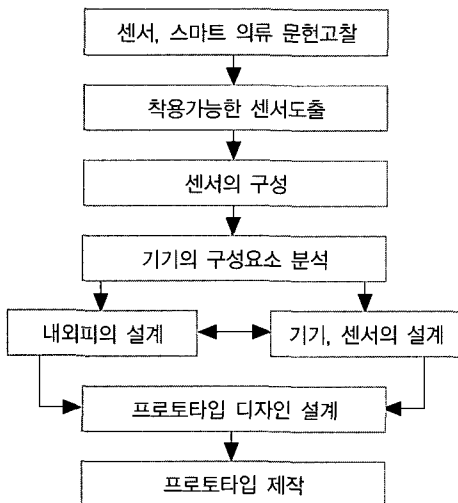 센서, 스마트 의류 문헌고찰
착용가능한 센서도출
센서의 구성
기기의 구성요소 분석
내외피의 설계
기기, 센서의 설계
프로토타입 디자인 설계
프로토타입 제작